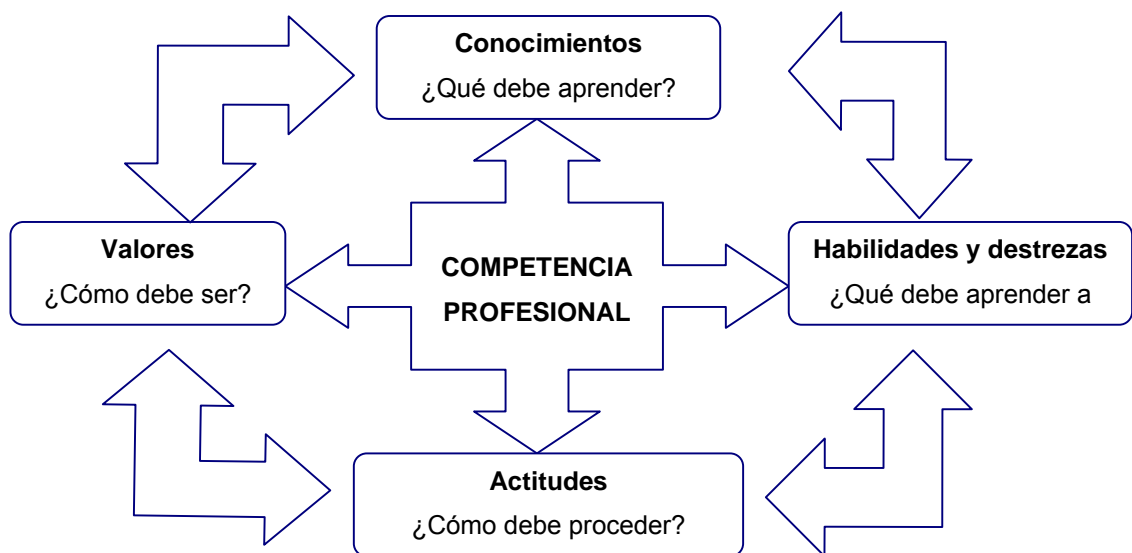 Conocimientos
¿Qué debe aprender?
Valores
¿Cómo debe ser?
COMPETENCIA
PROFESIONAL
Habilidades y destrezas
¿Qué debe aprender a
Actitudes
¿Cómo debe proceder?